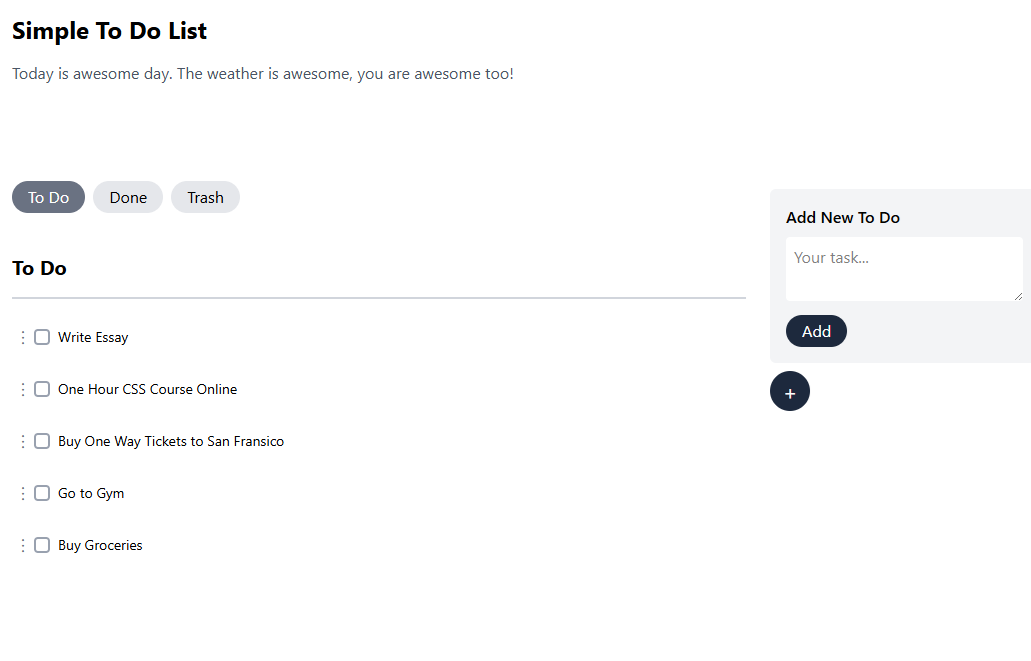 Simple To Do List
Today is awesome day. The weather is awesome, you are awesome too!
To Do Done Trash
To Do
Write Essay
One Hour CSS Course Online
Buy One Way Tickets to San Fransico
Go to Gym
Buy Groceries
Add New To Do
Your task...
Add
+